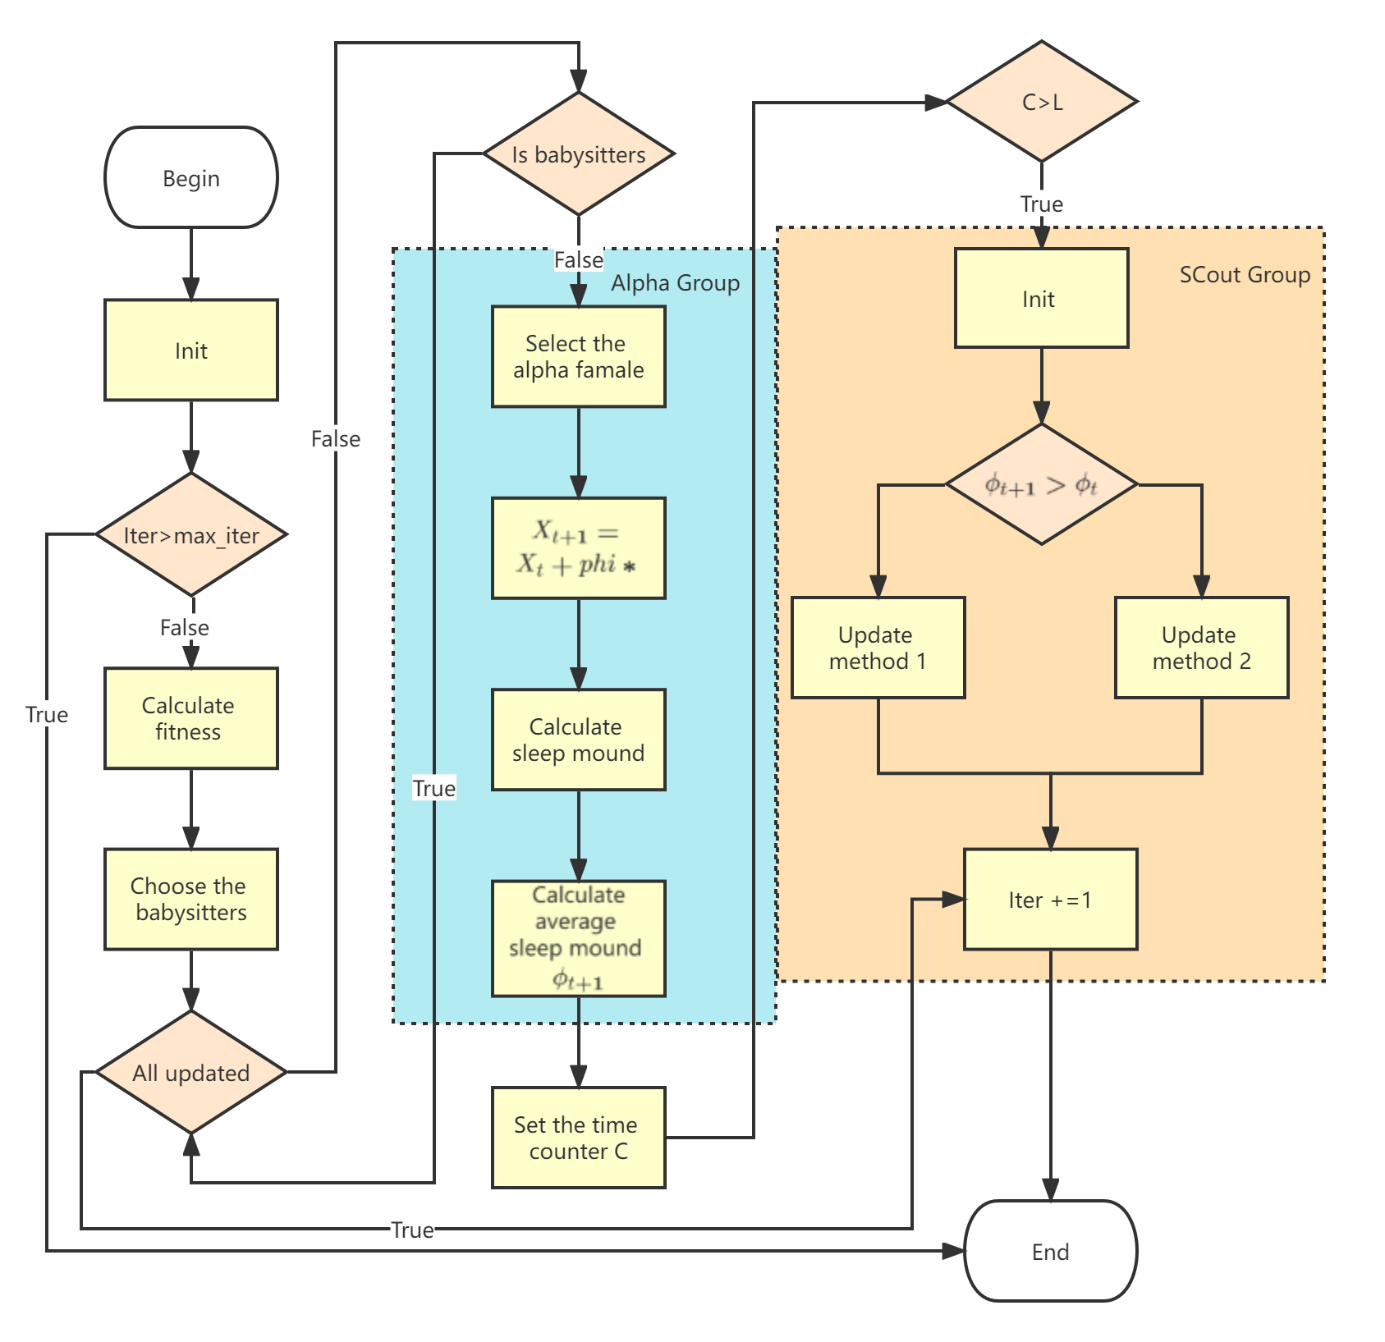 Begin
Init
Iter>max_iter
False
True
Calculate
fitness
Choose the
babysitters
All updated
False
True
Is babysitters
True
False
Alpha Group
Select the
alpha famale
X_{t+1} =
X_t + phi *
Calculate
sleep mound
Calculate
average
sleep mound
ϕ_{t+1}
Set the time
counter C
C>L
True
SCout Group
Init
ϕ_{t+1} > ϕ_t
Update
method 1
Update
method 2
Iter +=1
End